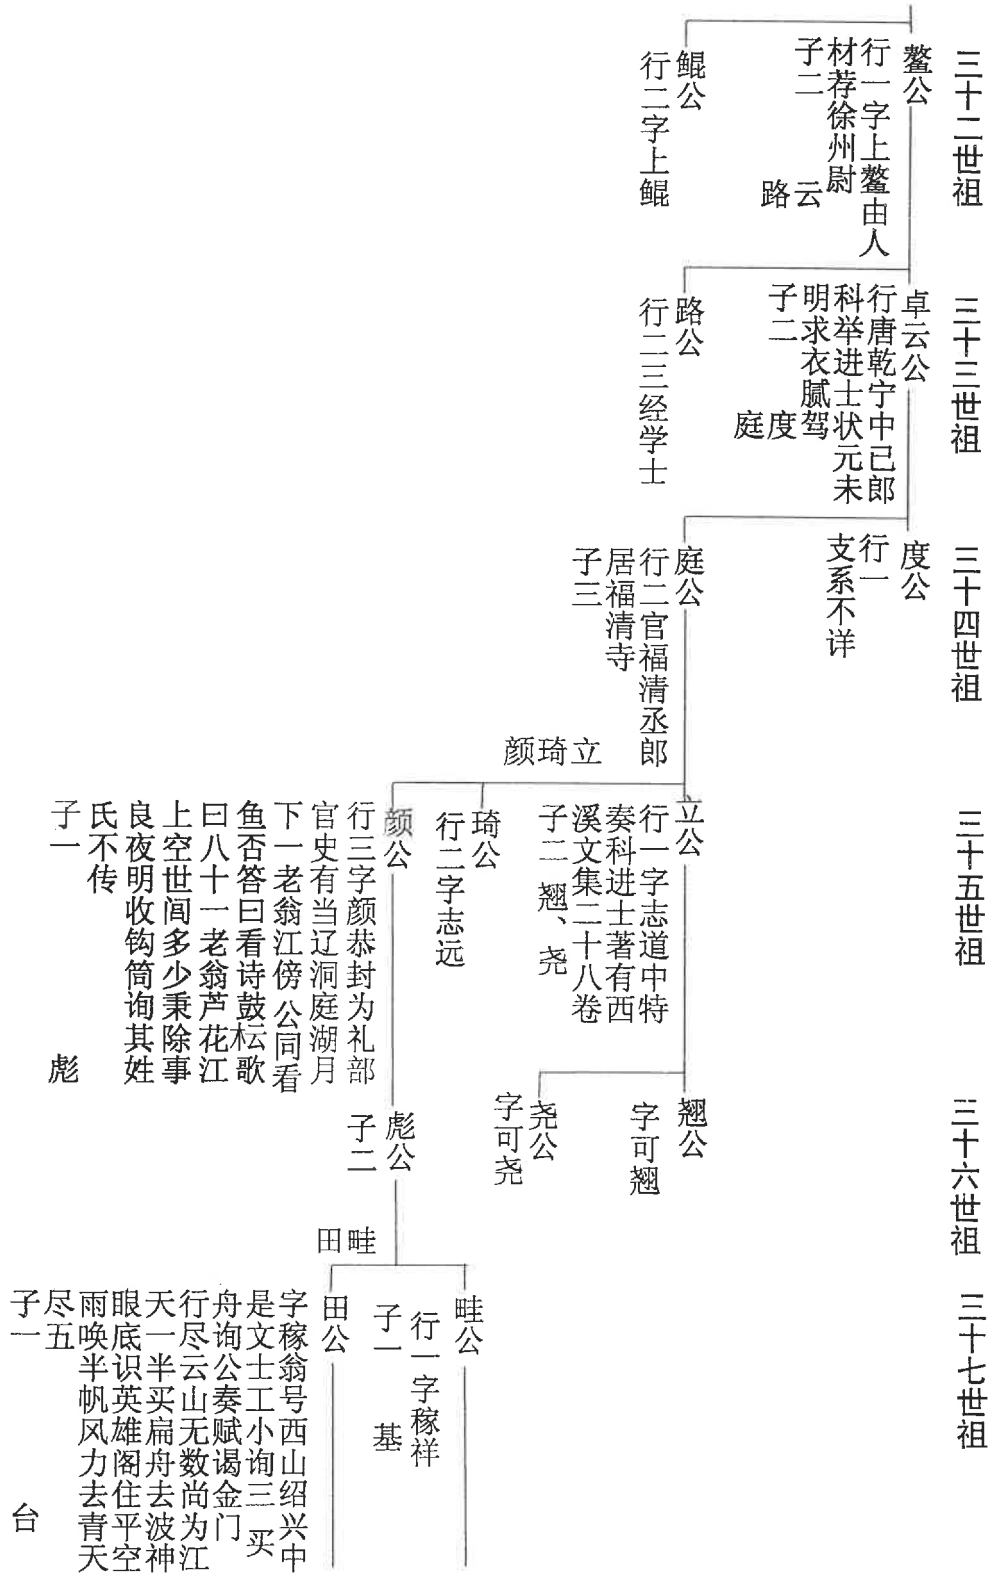 三十二世祖
鳌公
行一字上鳌由人
材荐徐州尉
子二
云
路
鲲公
行二字上鲲
三十三世祖
卓云公
行唐乾宁中已郎
科举进士状元未
明求衣腻驾
子二
度
庭
路公
行二三经学士
三十四世祖
度公
行一
支系不详
庭公
行二官福清丞郎
居福清寺
子三
立琦颜
三十五世祖
立公
行一字志道中特
奏科进士著有西
溪文集二十八卷
子二 翘、尧
琦公
行二字志远
颜公
行三字颜恭封为礼部
官史有当辽洞庭湖月
下一老翁江傍公同看
鱼否答曰看诗鼓枟歌
曰八十一老翁芦花江
上空世间多少秉除事
良夜明收钩筒询其姓
氏不传
子一 彪
三十六世祖
翘公
字可翘
尧公
字可尧
彪公
子二
畦田
三十七世祖
畦公
行一字稼祥
子一 基
田公
字稼翁号西山绍兴中
是文士工小询三 买
舟询公奏赋谒金门
行尽云山无数尚为江
天一半买扁舟去波神
眼底识英雄阁住平空
雨唤半帆风力去青天
尽五
子一 台